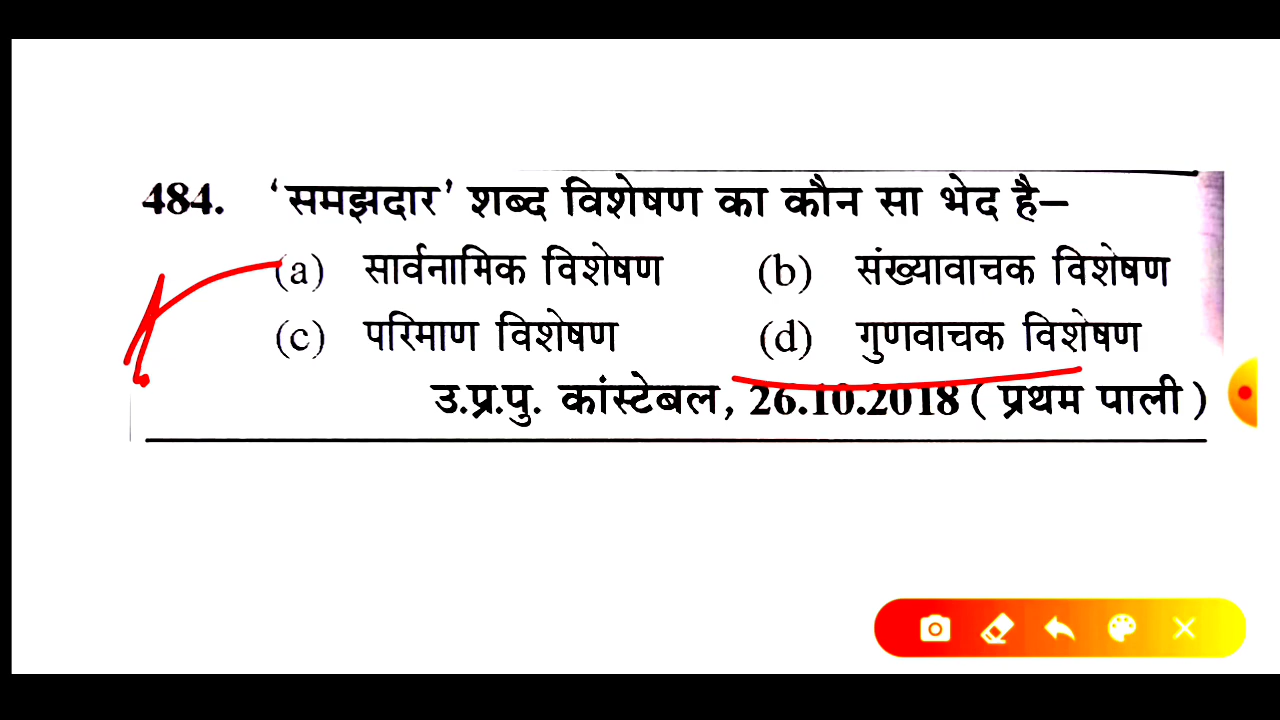 484. 'समझदार' शब्द विशेषण का कौन सा भेद है–
(a) सार्वनामिक विशेषण (b) संख्यावाचक विशेषण
(c) परिमाण विशेषण (d) गुणवाचक विशेषण
उ.प्र.पु. कांस्टेबल, 26.10.2018 ( प्रथम पाली )